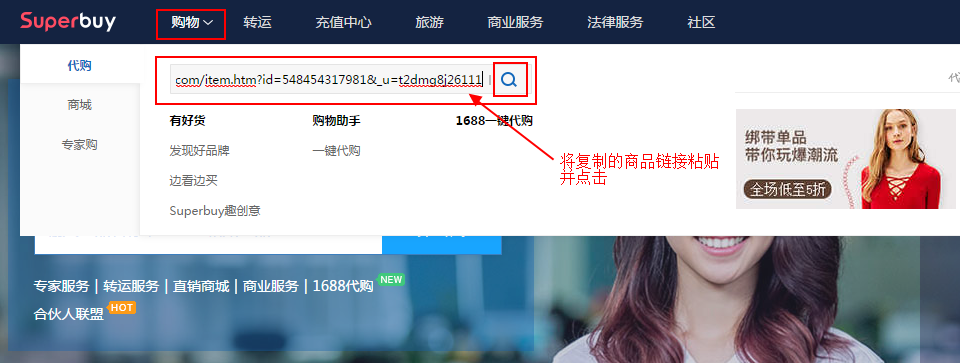 Superbuy
购物 转运 充值中心 旅游 商业服务 法律服务 社区
代购
商城
专家购
com/item.htm?id=548454317981&_u=t2dmg8j26111
有好货 购物助手 1688一键代购
发现好品牌 一键代购
边看边买
Superbuy趣创意
将复制的商品链接粘贴
并点击
绑带单品
带你玩爆潮流
全场低至5折
专家服务 | 转运服务 | 直销商城 | 商业服务 | 1688代购 NEW
合伙人联盟 HOT